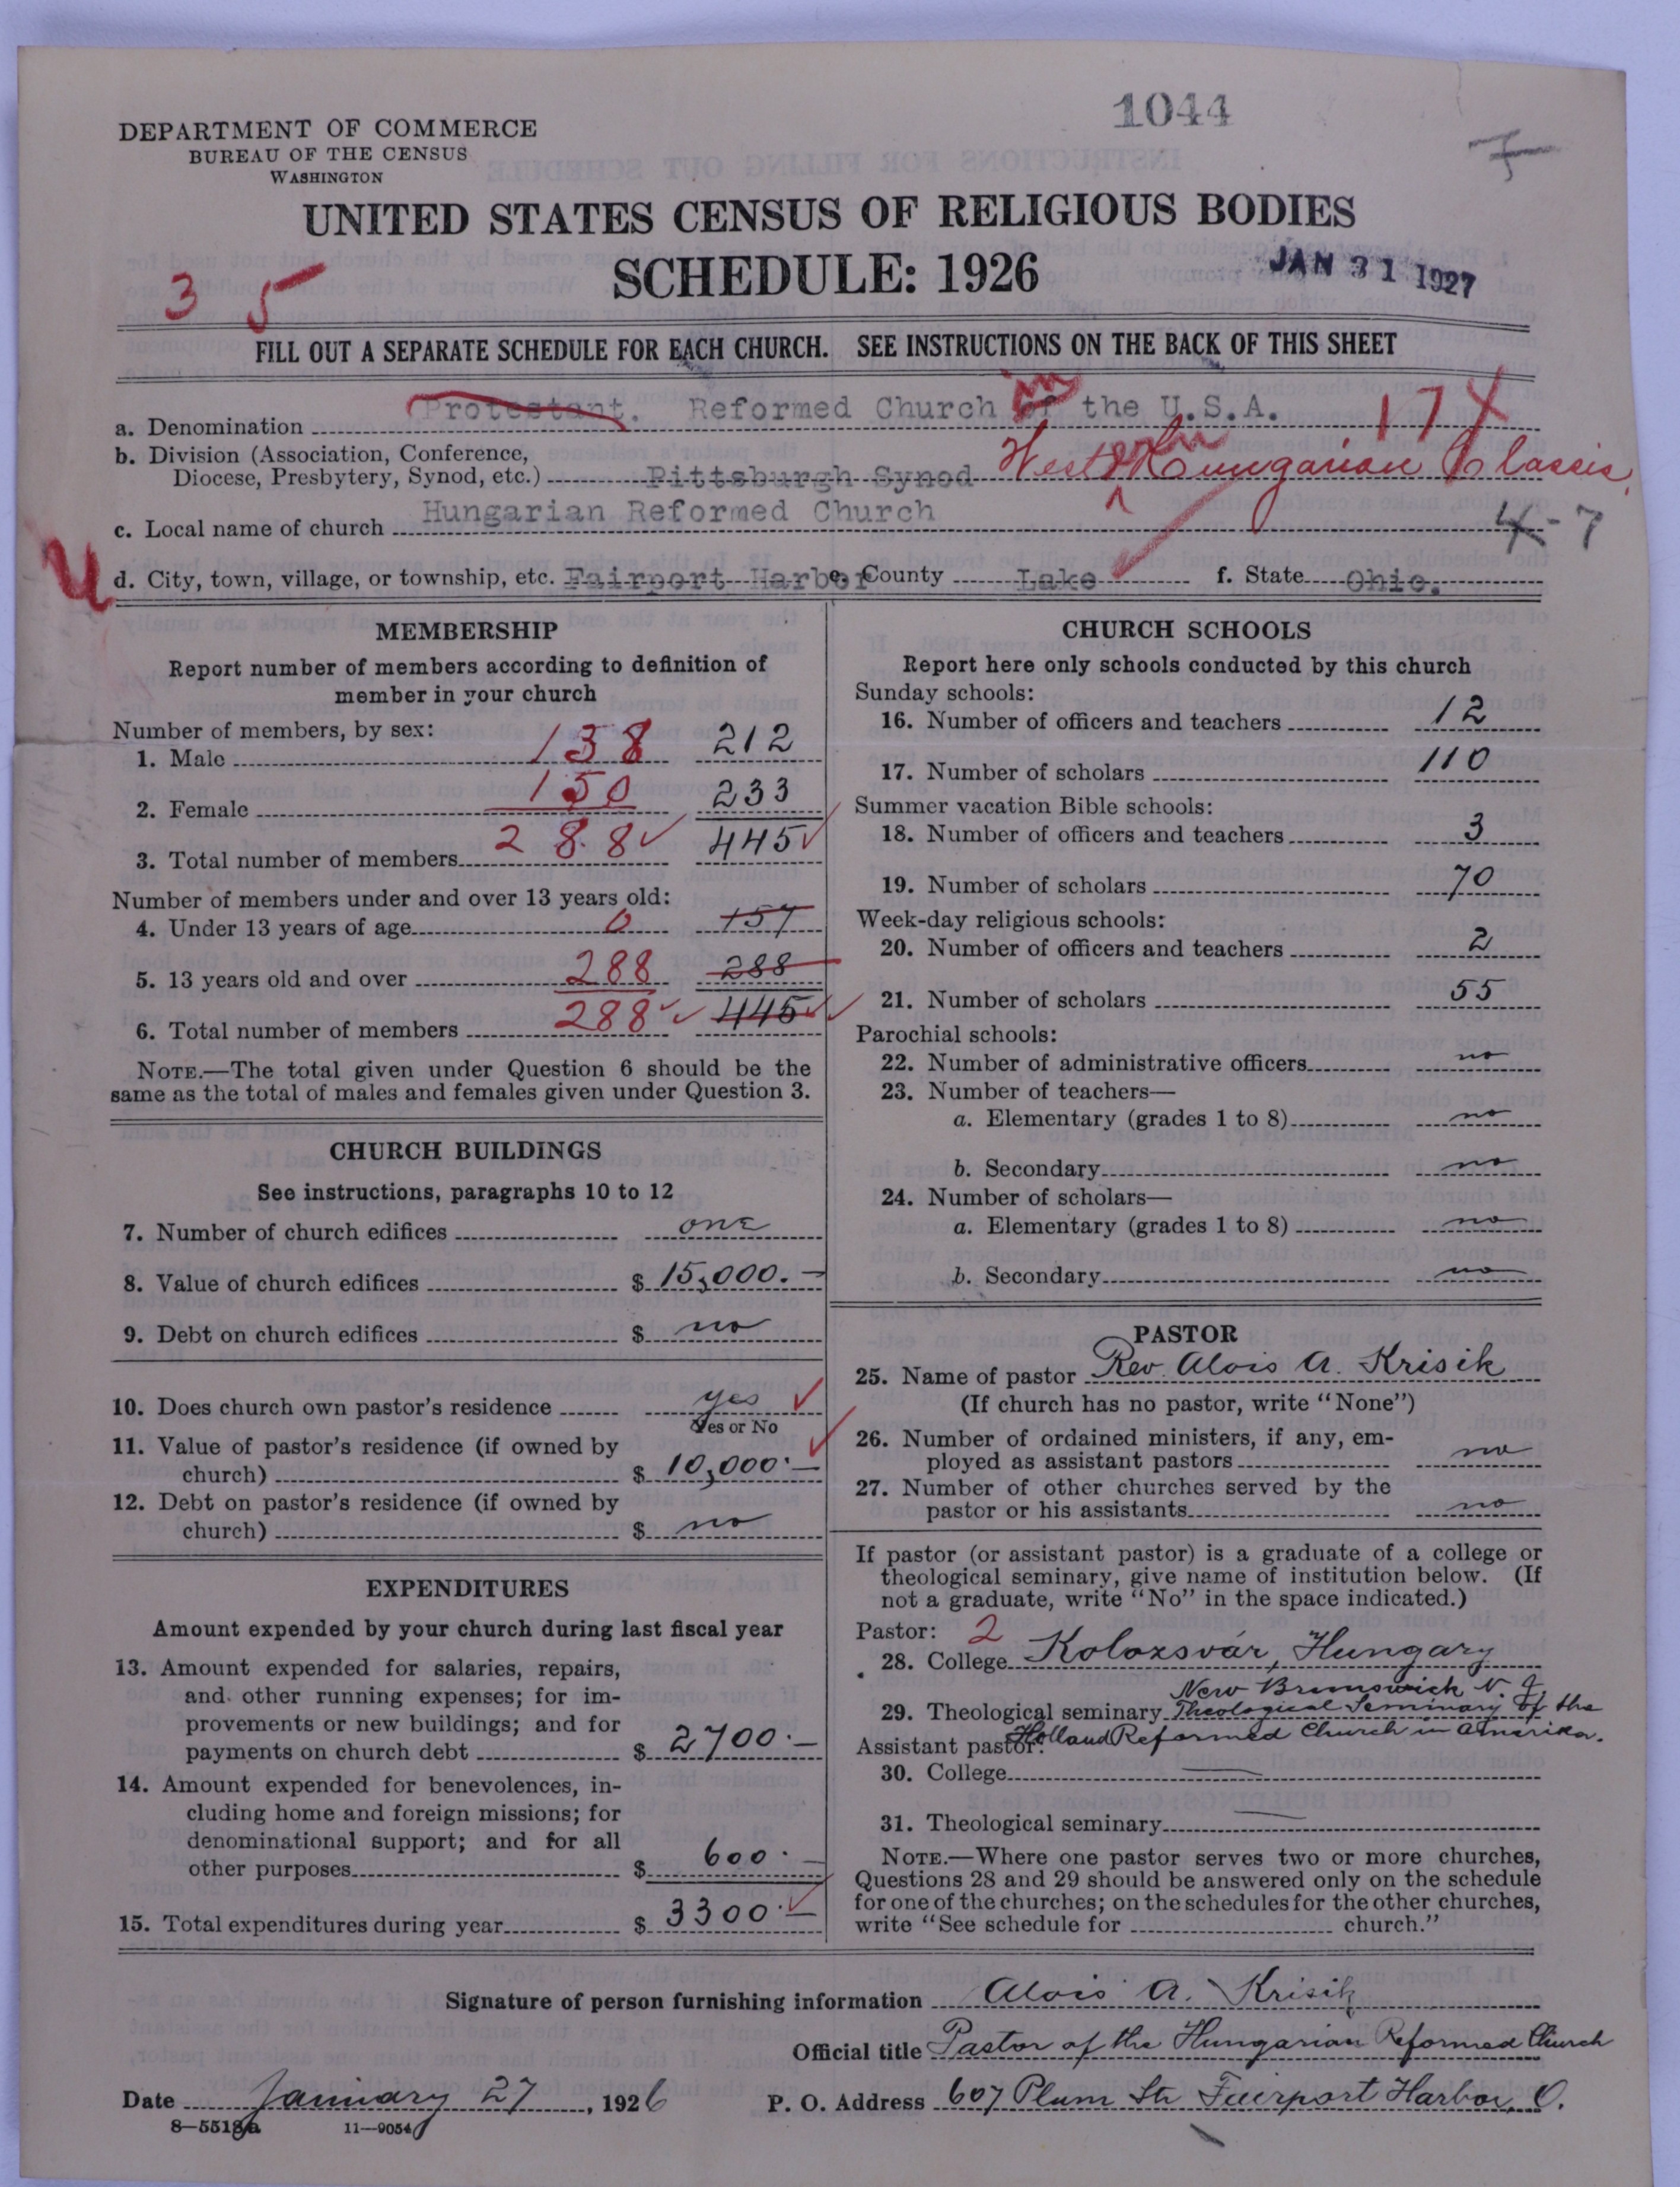 1044
DEPARTMENT OF COMMERCE
BUREAU OF THE CENSUS
WASHINGTON
UNITED STATES CENSUS OF RELIGIOUS BODIES
SCHEDULE: 1926
JAN 31 1927
3 5
FILL OUT A SEPARATE SCHEDULE FOR EACH CHURCH. SEE INSTRUCTIONS ON THE BACK OF THIS SHEET
a. Denomination Protestant. Reformed Church in the U.S.A. 174
b. Division (Association, Conference,
Diocese, Presbytery, Synod, etc.) Pittsburgh Synod West Hungarian Classis
c. Local name of church Hungarian Reformed Church
4-7
d. City, town, village, or township, etc. Fairport Harbor e. County Lake f. State Ohio.
MEMBERSHIP
Report number of members according to definition of
member in your church
Number of members, by sex:
1. Male 138 212
2. Female 150 233
3. Total number of members 288 445
Number of members under and over 13 years old:
4. Under 13 years of age 0 157
5. 13 years old and over 288 288
6. Total number of members 288 445
NOTE.—The total given under Question 6 should be the
same as the total of males and females given under Question 3.
CHURCH BUILDINGS
See instructions, paragraphs 10 to 12
7. Number of church edifices one
8. Value of church edifices $ 15,000.—
9. Debt on church edifices $ no
10. Does church own pastor's residence yes
Yes or No
11. Value of pastor's residence (if owned by
church) $ 10,000.—
12. Debt on pastor's residence (if owned by
church) $ no
EXPENDITURES
Amount expended by your church during last fiscal year
13. Amount expended for salaries, repairs,
and other running expenses; for im-
provements or new buildings; and for
payments on church debt $ 2700.—
14. Amount expended for benevolences, in-
cluding home and foreign missions; for
denominational support; and for all
other purposes $ 600.—
15. Total expenditures during year $ 3300.—
CHURCH SCHOOLS
Report here only schools conducted by this church
Sunday schools:
16. Number of officers and teachers 12
17. Number of scholars 110
Summer vacation Bible schools:
18. Number of officers and teachers 3
19. Number of scholars 70
Week-day religious schools:
20. Number of officers and teachers 2
21. Number of scholars 55
Parochial schools:
22. Number of administrative officers no
23. Number of teachers—
a. Elementary (grades 1 to 8) no
b. Secondary no
24. Number of scholars—
a. Elementary (grades 1 to 8) no
b. Secondary no
PASTOR
25. Name of pastor Rev. Alois A. Krisik
(If church has no pastor, write "None")
26. Number of ordained ministers, if any, em-
ployed as assistant pastors no
27. Number of other churches served by the
pastor or his assistants no
If pastor (or assistant pastor) is a graduate of a college or
theological seminary, give name of institution below. (If
not a graduate, write "No" in the space indicated.)
Pastor: 2
28. College Kolozsvár, Hungary
New Brunswick N. J.
29. Theological seminary Theological Seminary of the
Assistant pastor: Holland Reformed Church in Amerika.
30. College
31. Theological seminary
NOTE.—Where one pastor serves two or more churches,
Questions 28 and 29 should be answered only on the schedule
for one of the churches; on the schedules for the other churches,
write "See schedule for church."
Signature of person furnishing information Alois A. Krisik
Official title Pastor of the Hungarian Reformed Church
Date January 27, 1926 P. O. Address 607 Plum Str Fairport Harbor, O.
8—5518a 11—9054